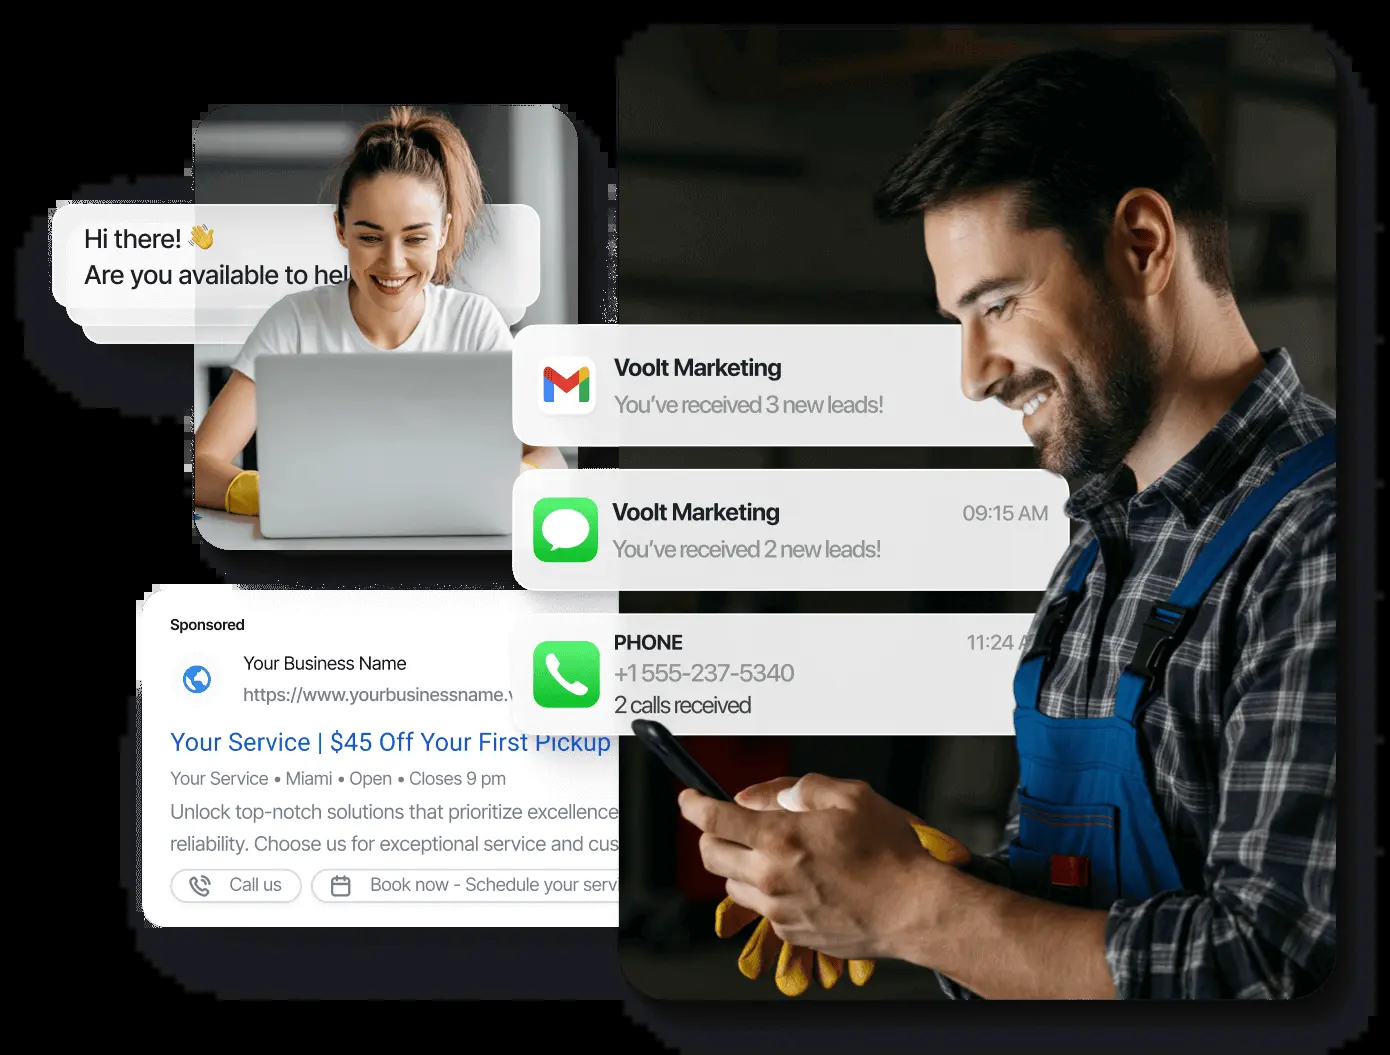 Hi there! 👋
Are you available to hel
Voolt Marketing
You've received 3 new leads!
Voolt Marketing
09:15 AM
You've received 2 new leads!
PHONE
11:24 A
+1 555-237-5340
2 calls received
Sponsored
Your Business Name
https://www.yourbusinessname.
Your Service | $45 Off Your First Pickup
Your Service • Miami • Open • Closes 9 pm
Unlock top-notch solutions that prioritize excellence
reliability. Choose us for exceptional service and cus
Call us
Book now - Schedule your servi